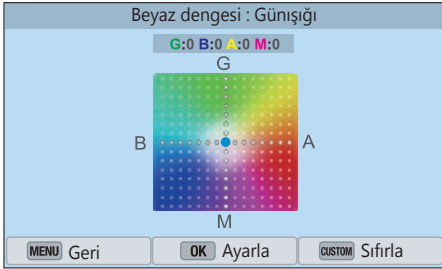 Beyaz dengesi : Günışığı
G:0 B:0 A:0 M:0
G
B A
M
MENU Geri OK Ayarla CUSTOM Sıfırla